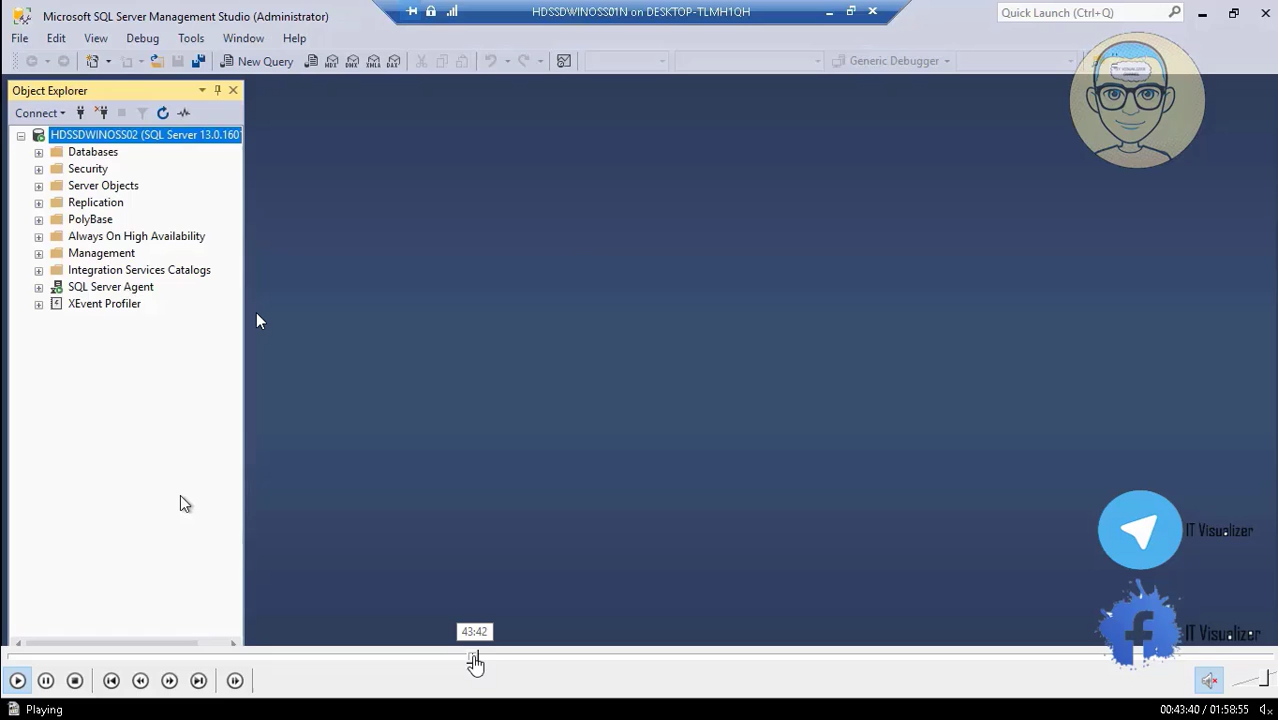 Microsoft SQL Server Management Studio (Administrator)
HDSSDWINOSS01N on DESKTOP-TLMH1QH
Quick Launch (Ctrl+Q)
File Edit View Debug Tools Window Help
New Query
Generic Debugger
Object Explorer
Connect
HDSSDWINOSS02 (SQL Server 13.0.160
Databases
Security
Server Objects
Replication
PolyBase
Always On High Availability
Management
Integration Services Catalogs
SQL Server Agent
XEvent Profiler
IT Visualizer
IT Visualizer
43:42
Playing
00:43:40 / 01:58:55